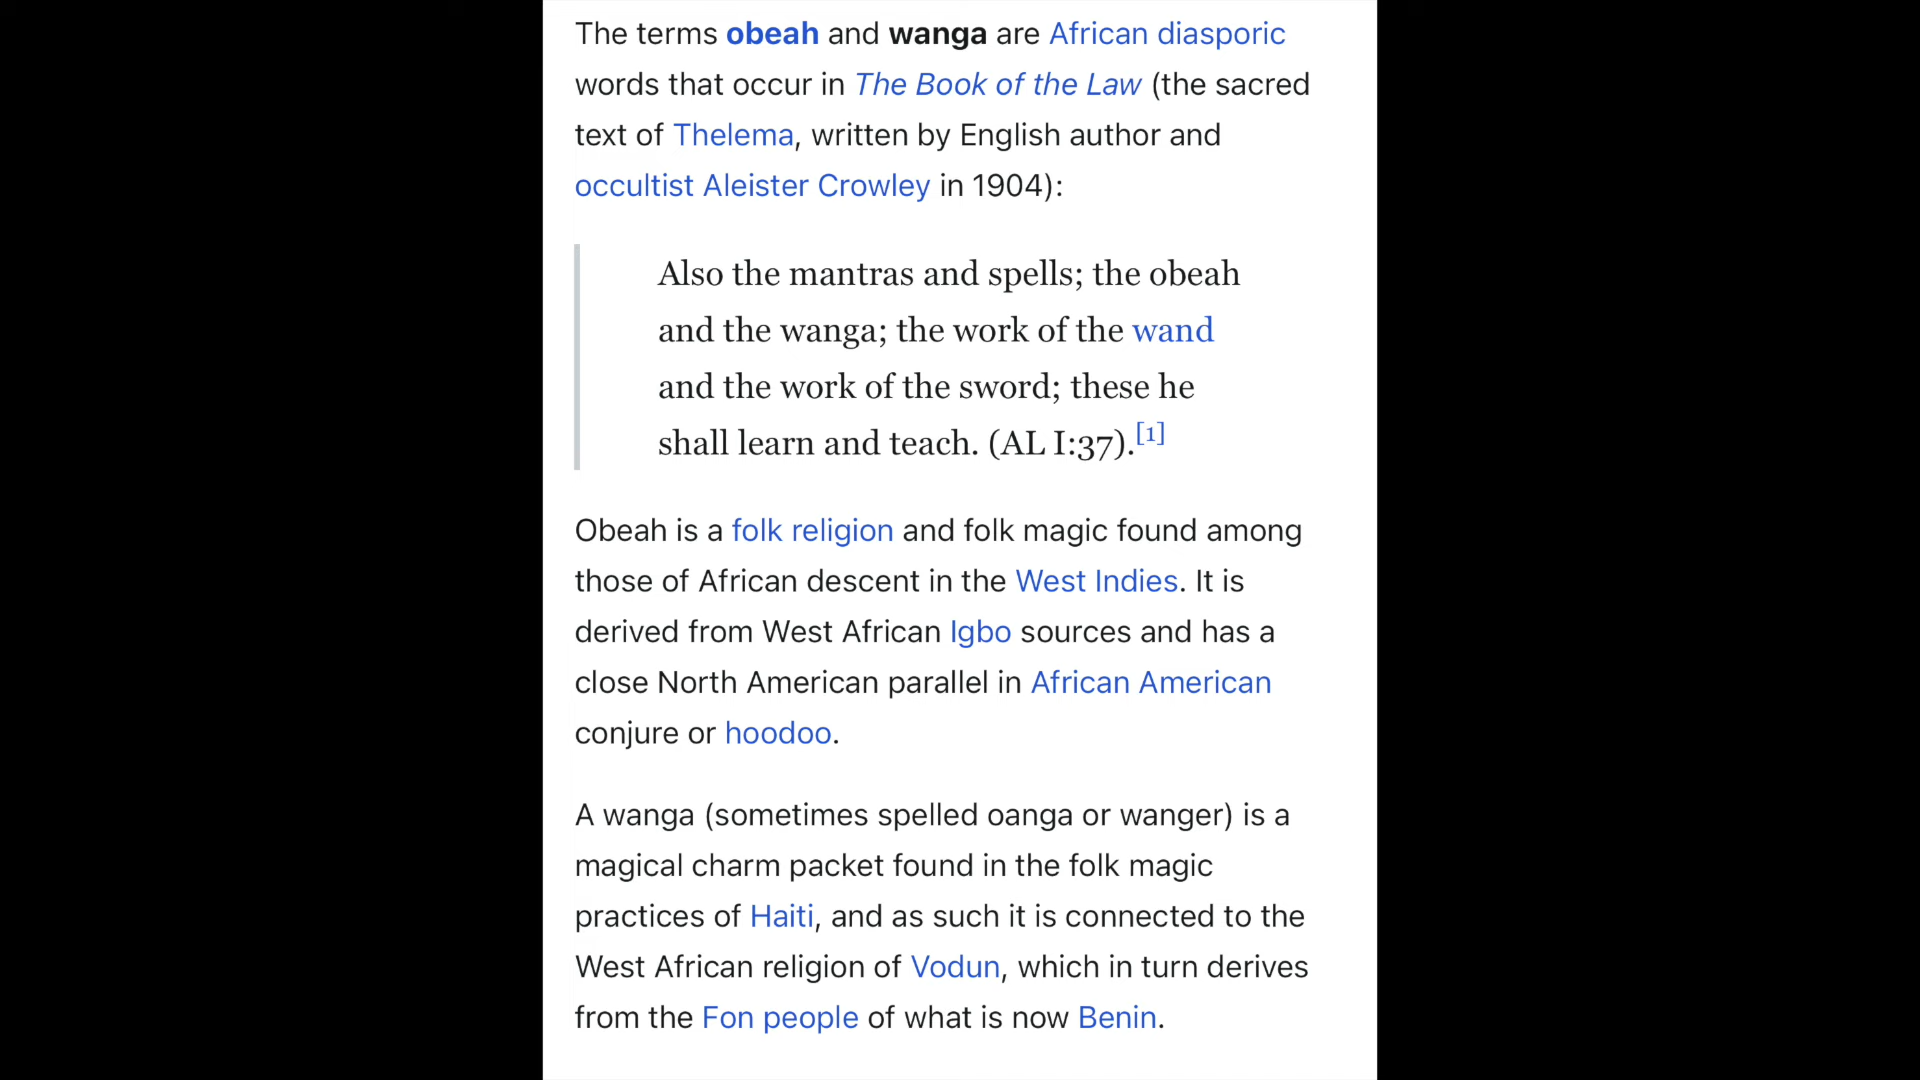 The terms obeah and wanga are African diasporic
words that occur in The Book of the Law (the sacred
text of Thelema, written by English author and
occultist Aleister Crowley in 1904):
Also the mantras and spells; the obeah
and the wanga; the work of the wand
and the work of the sword; these he
shall learn and teach. (AL I:37).[1]
Obeah is a folk religion and folk magic found among
those of African descent in the West Indies. It is
derived from West African Igbo sources and has a
close North American parallel in African American
conjure or hoodoo.
A wanga (sometimes spelled oanga or wanger) is a
magical charm packet found in the folk magic
practices of Haiti, and as such it is connected to the
West African religion of Vodun, which in turn derives
from the Fon people of what is now Benin.